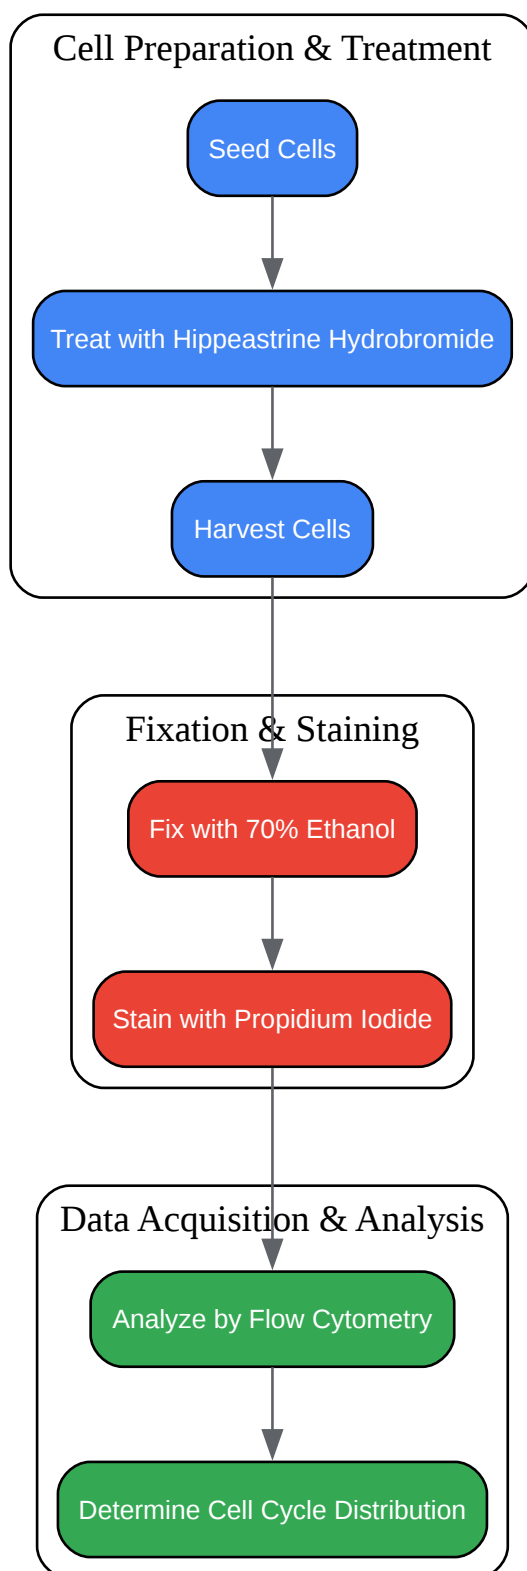 Cell Preparation & Treatment
Seed Cells
Treat with Hippeastrine Hydrobromide
Harvest Cells
Fixation & Staining
Fix with 70% Ethanol
Stain with Propidium Iodide
Data Acquisition & Analysis
Analyze by Flow Cytometry
Determine Cell Cycle Distribution